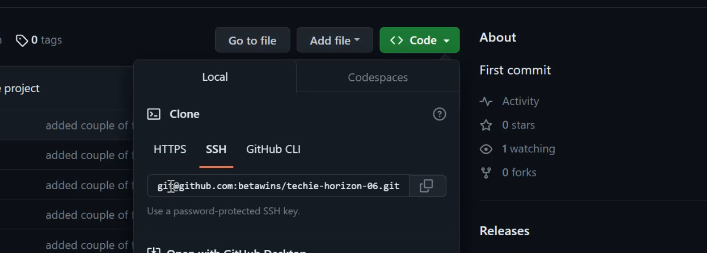 0 tags
Go to file
Add file
Code
About
Local
Codespaces
First commit
e project
Clone
Activity
HTTPS
SSH
GitHub CLI
added couple of f
0 stars
added couple of f
1 watching
git@github.com:betawins/techie-horizon-06.git
added couple of f
0 forks
Use a password-protected SSH key.
added couple of f
Releases
added couple of f
Open with GitHub Desktop